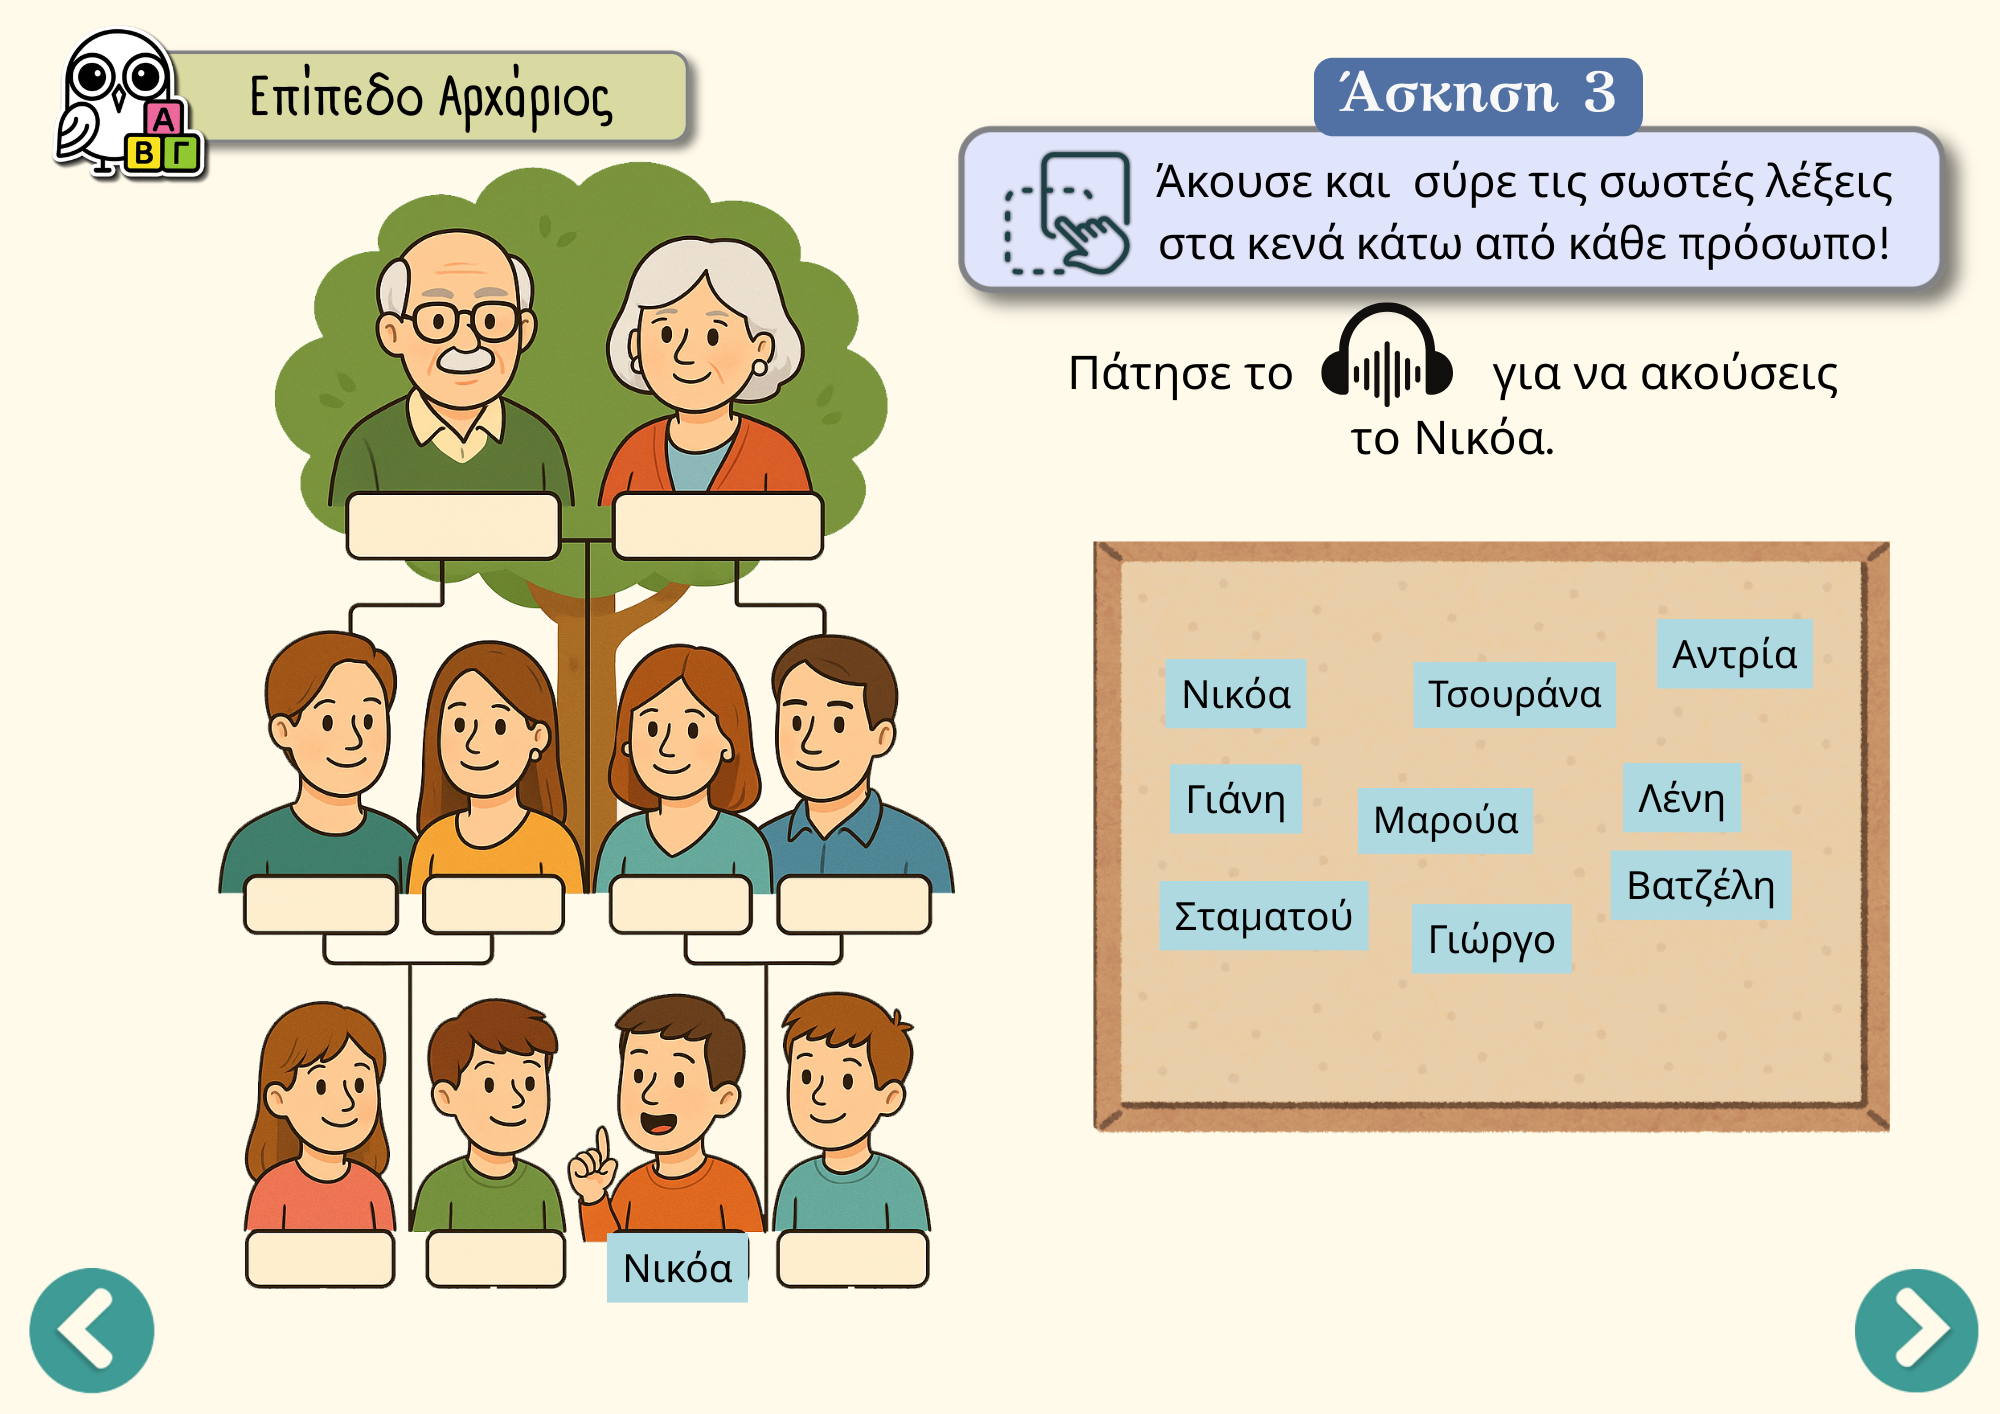 Επίπεδο Αρχάριος
Α
Β Γ
Άσκηση 3
Άκουσε και σύρε τις σωστές λέξεις
στα κενά κάτω από κάθε πρόσωπο!
Πάτησε το για να ακούσεις
το Νικόα.
Αντρία
Νικόα
Τσουράνα
Γιάνη
Μαρούα
Λένη
Βατζέλη
Σταματού
Γιώργο
Νικόα